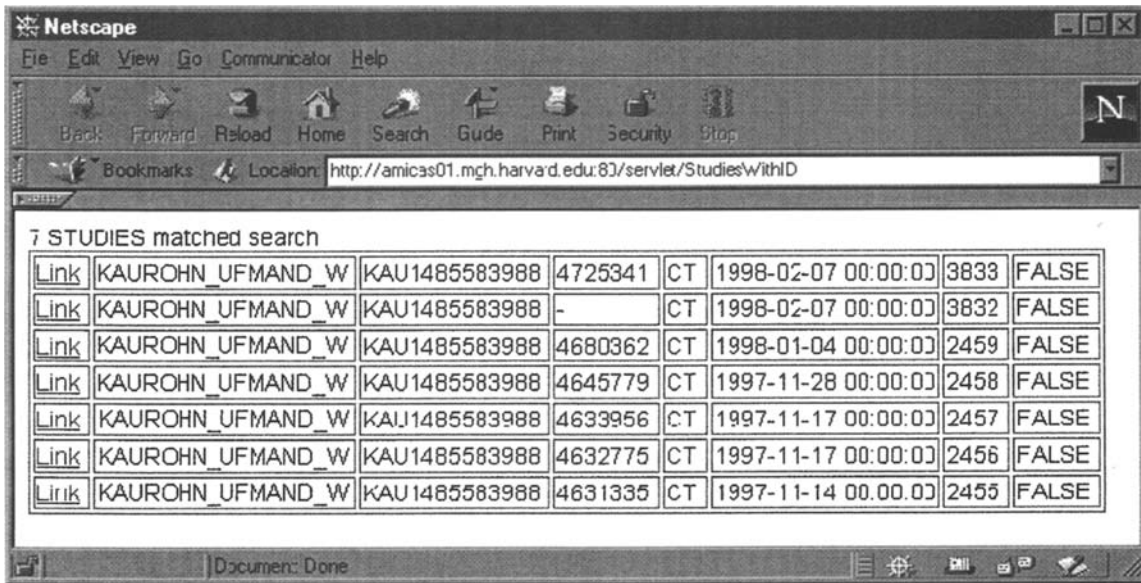 Netscape
File Edit View Go Communicator Help
Back Forward Reload Home Search Guide Print Security Stop
N
Bookmarks Location: http://amicas01.mgh.harvard.edu:80/servlet/StudiesWithID
7 STUDIES matched search
Link KAUROHN_UFMAND_W KAU1485583988 4725341 CT 1998-02-07 00:00:00 3833 FALSE
Link KAUROHN_UFMAND_W KAU1485583988 - CT 1998-02-07 00:00:00 3832 FALSE
Link KAUROHN_UFMAND_W KAU1485583988 4680362 CT 1998-01-04 00:00:00 2459 FALSE
Link KAUROHN_UFMAND_W KAU1485583988 4645779 CT 1997-11-28 00:00:00 2458 FALSE
Link KAUROHN_UFMAND_W KAU1485583988 4633956 CT 1997-11-17 00:00:00 2457 FALSE
Link KAUROHN_UFMAND_W KAU1485583988 4632775 CT 1997-11-17 00:00:00 2456 FALSE
Link KAUROHN_UFMAND_W KAU1485583988 4631335 CT 1997-11-14 00:00:00 2455 FALSE
Document: Done